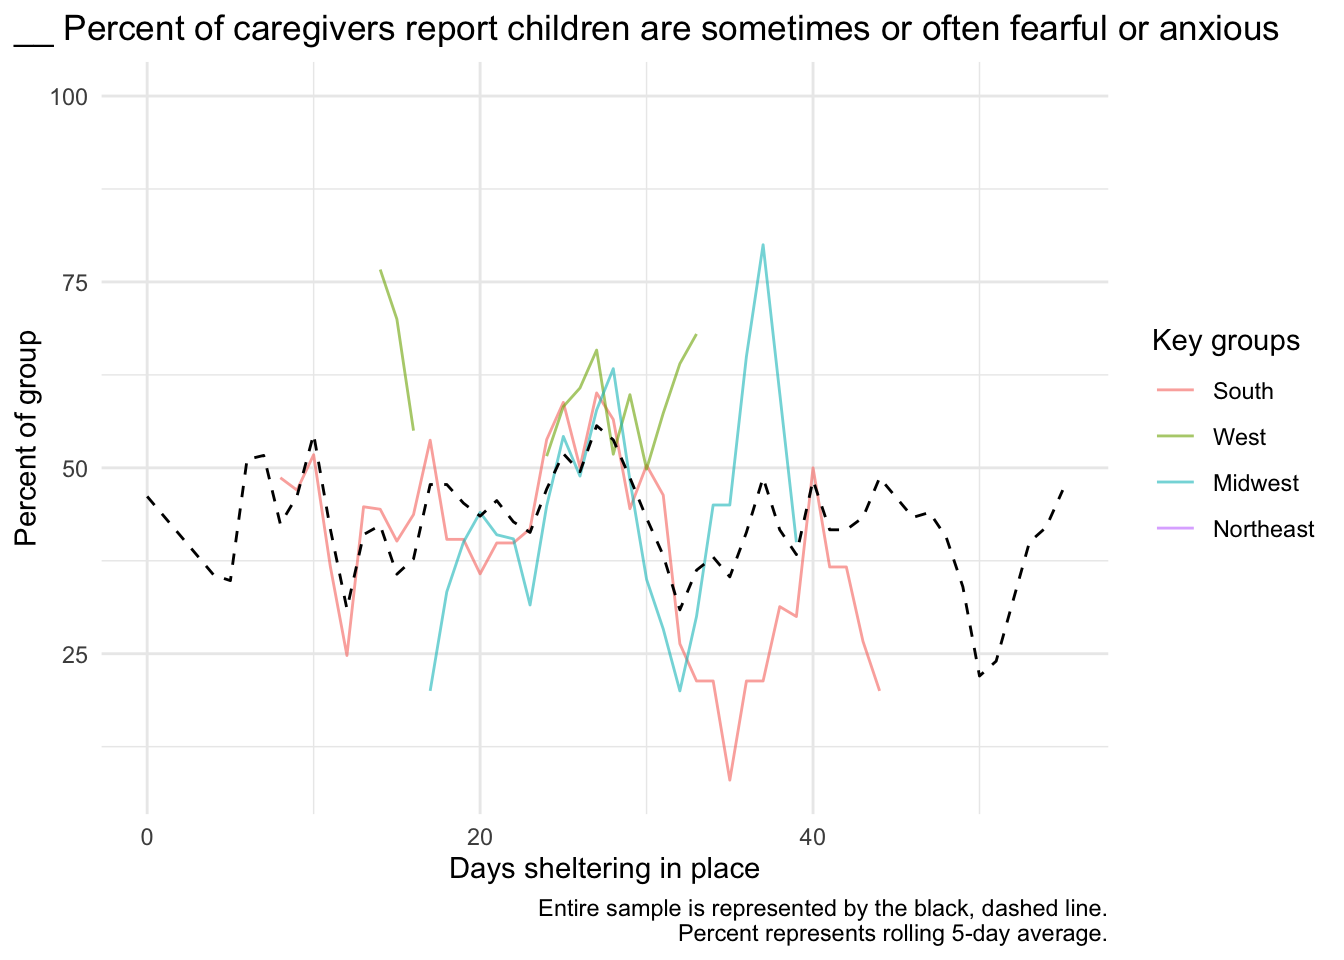 __ Percent of caregivers report children are sometimes or often fearful or anxious
100
75
50
25
Percent of group
0 20 40
Days sheltering in place
Key groups
South
West
Midwest
Northeast
Entire sample is represented by the black, dashed line.
Percent represents rolling 5-day average.